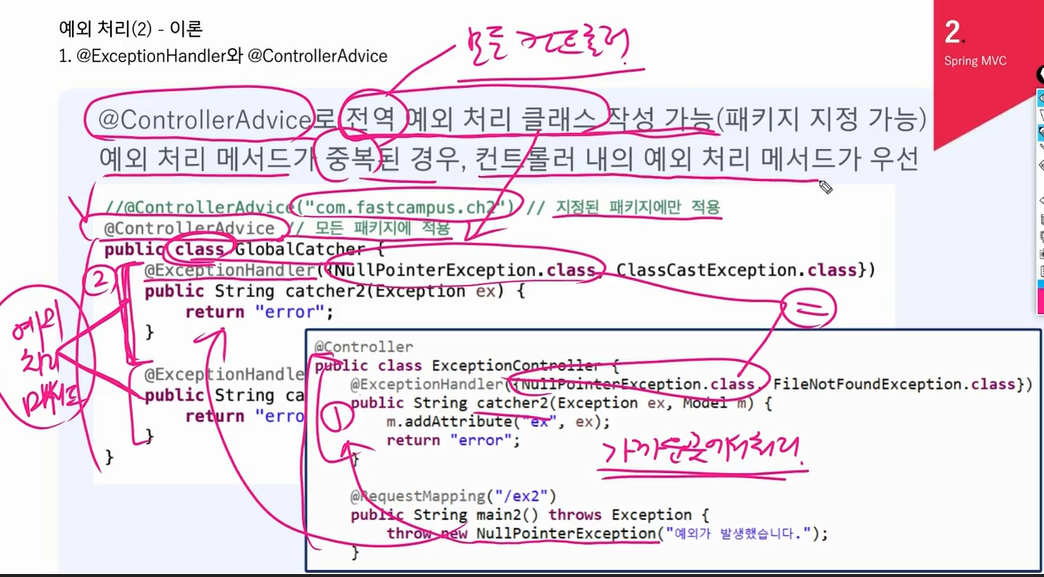 예외 처리(2) - 이론
1. @ExceptionHandler와 @ControllerAdvice
2.
Spring MVC
모든 컨트롤러
@ControllerAdvice로 전역 예외 처리 클래스 작성 가능(패키지 지정 가능)
예외 처리 메서드가 중복된 경우, 컨트롤러 내의 예외 처리 메서드가 우선
//@ControllerAdvice("com.fastcampus.ch2") // 지정된 패키지에만 적용
@ControllerAdvice // 모든 패키지에 적용
public class GlobalCatcher {
@ExceptionHandler({NullPointerException.class, ClassCastException.class})
public String catcher2(Exception ex) {
return "error";
}
@ExceptionHandle
public String ca
return "erro
}
}
②
예외
처리
메서드
=
@Controller
public class ExceptionController {
@ExceptionHandler({NullPointerException.class, FileNotFoundException.class})
public String catcher2(Exception ex, Model m) {
m.addAttribute("ex", ex);
return "error";
}
①
가까운곳에서처리
@RequestMapping("/ex2")
public String main2() throws Exception {
throw new NullPointerException("예외가 발생했습니다.");
}